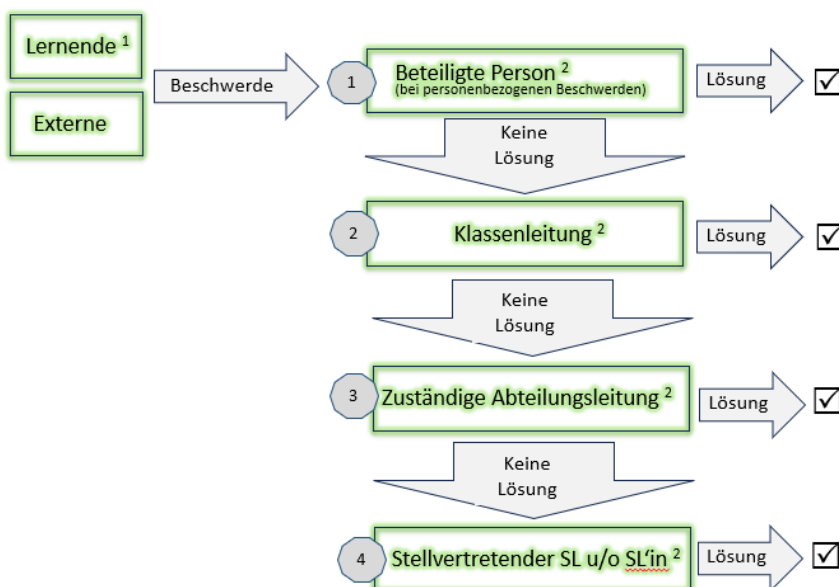 Lernende ¹
Externe
Beschwerde
1
Beteiligte Person ²
(bei personenbezogenen Beschwerden)
Lösung
Keine
Lösung
2
Klassenleitung ²
Lösung
Keine
Lösung
3
Zuständige Abteilungsleitung ²
Lösung
Keine
Lösung
4
Stellvertretender SL u/o SL‘in ²
Lösung